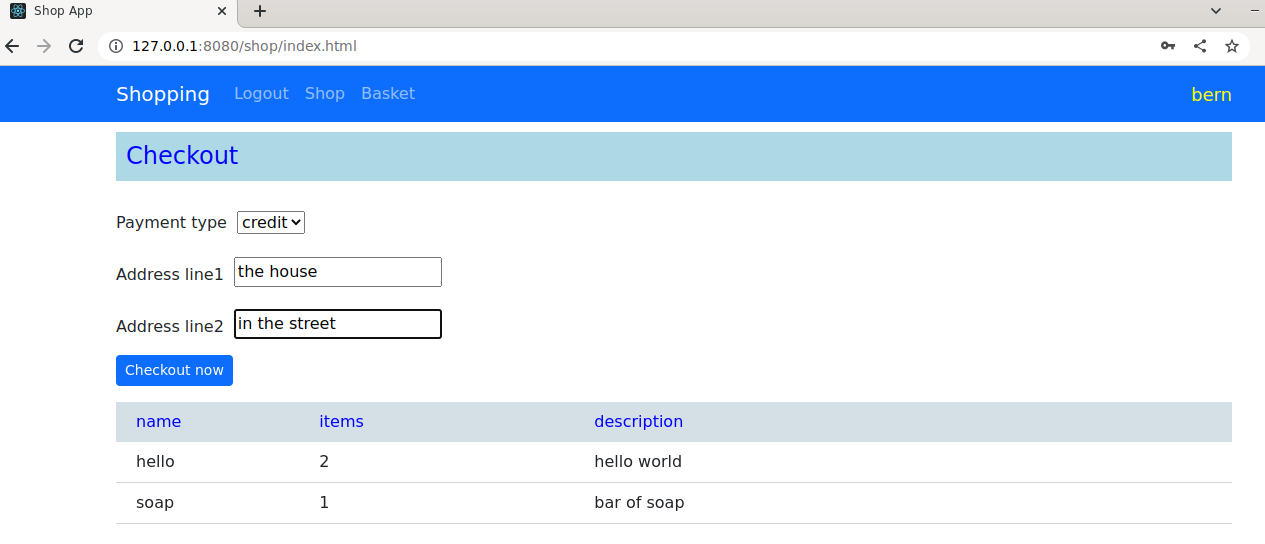 Shop App
127.0.0.1:8080/shop/index.html
Shopping Logout Shop Basket bern
Checkout
Payment type credit
Address line1 the house
Address line2 in the street
Checkout now
name items description
hello 2 hello world
soap 1 bar of soap